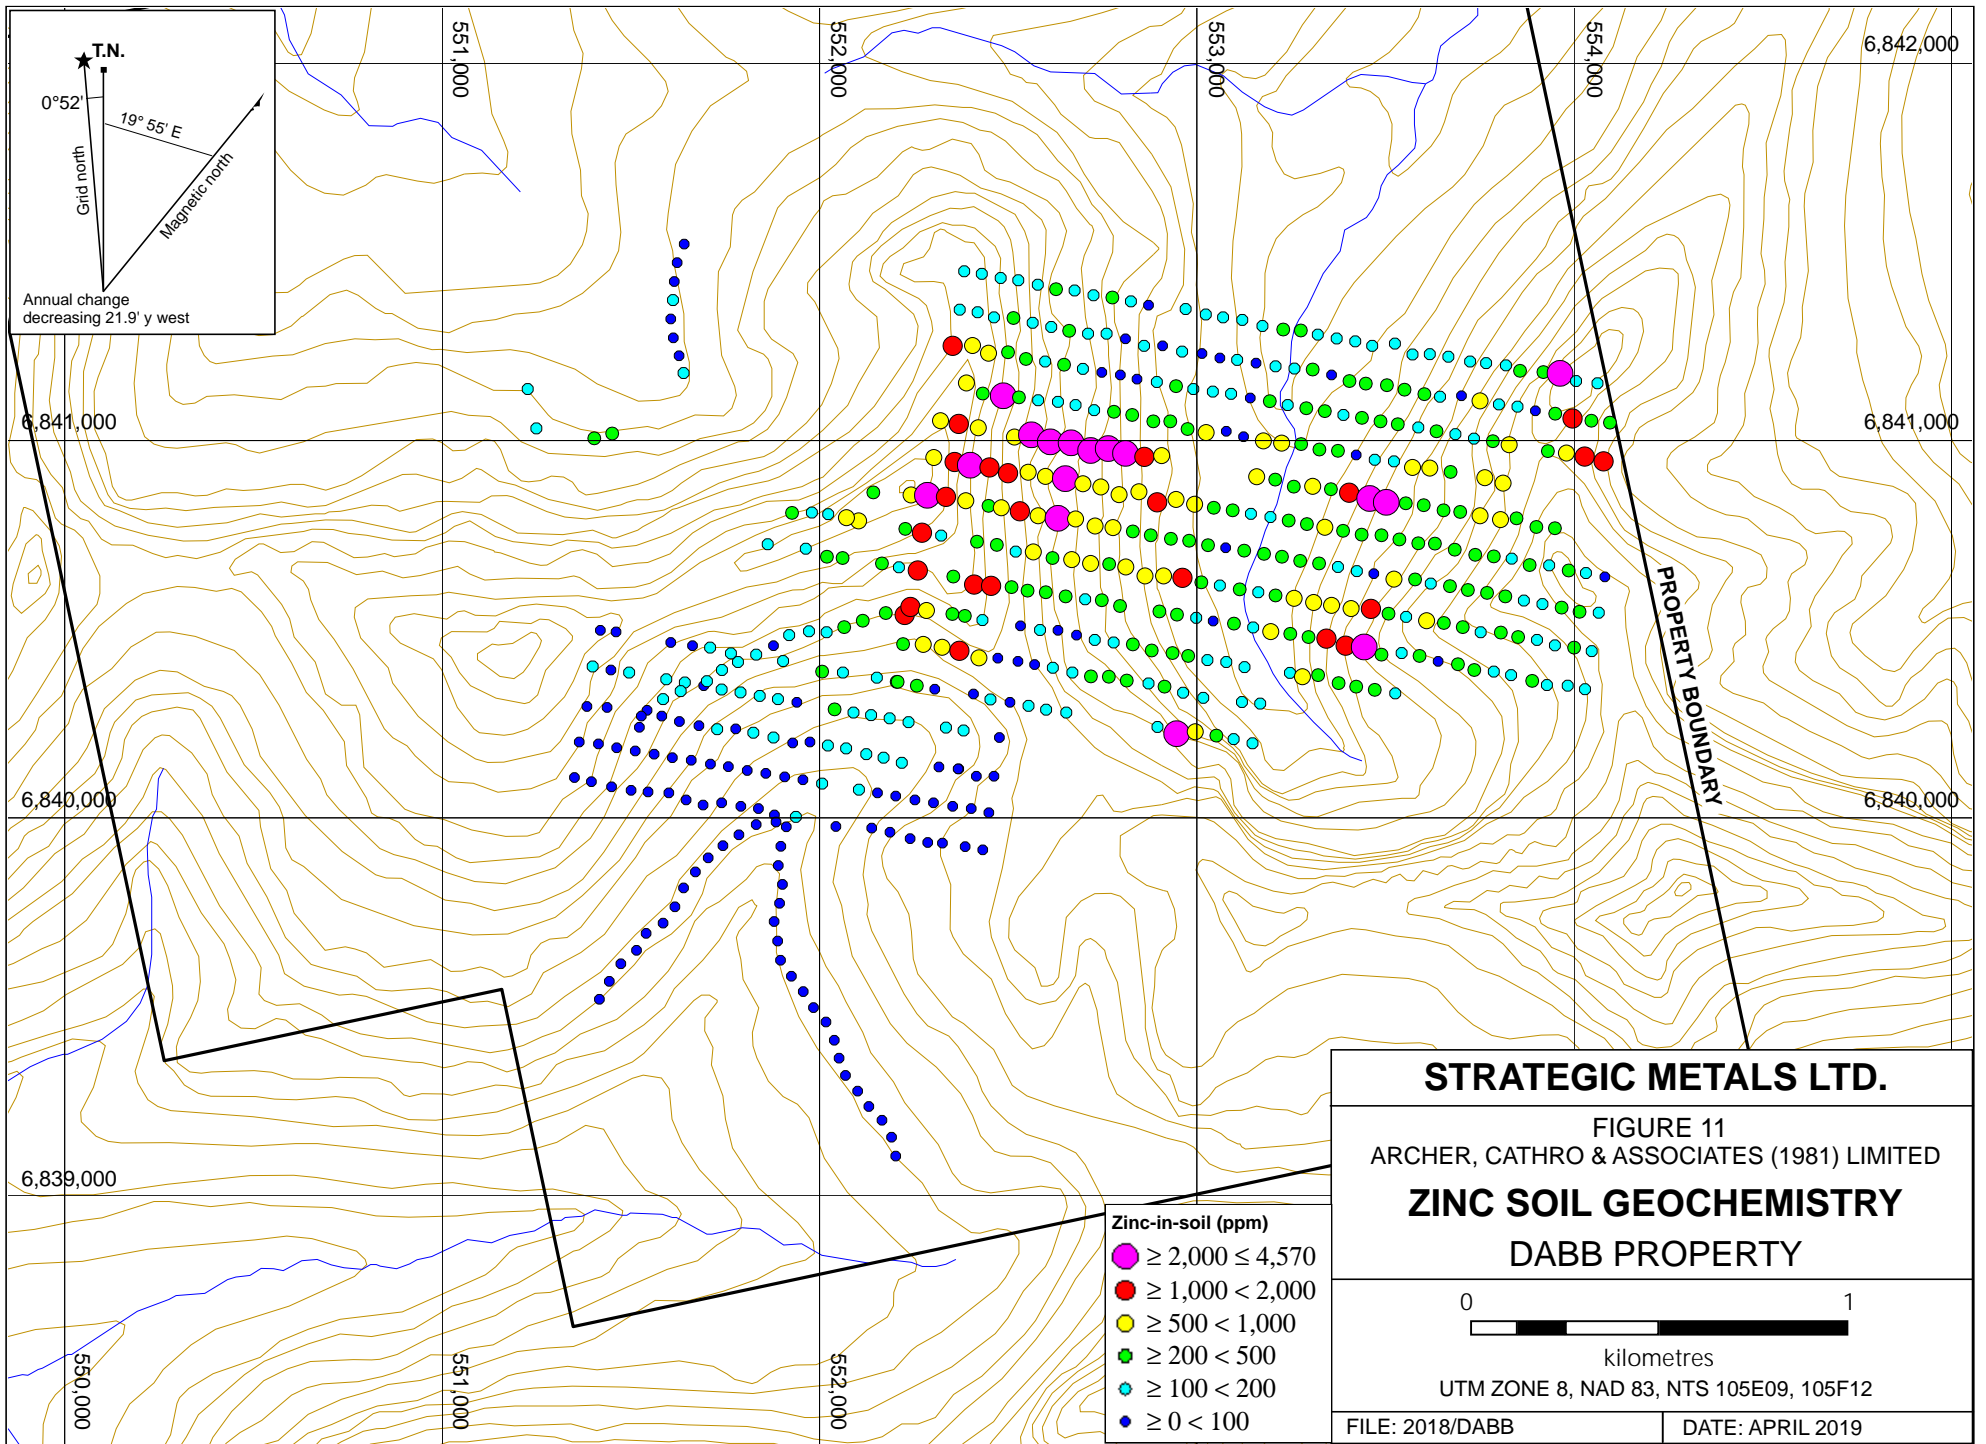 T.N.
0°52'
19° 55' E
Grid north
Magnetic north
Annual change
decreasing 21.9' y west
551,000
552,000
553,000
554,000
6,842,000
6,841,000
6,841,000
6,840,000
6,840,000
6,839,000
550,000
551,000
552,000
PROPERTY BOUNDARY
Zinc-in-soil (ppm)
≥ 2,000 ≤ 4,570
≥ 1,000 < 2,000
≥ 500 < 1,000
≥ 200 < 500
≥ 100 < 200
≥ 0 < 100
STRATEGIC METALS LTD.
FIGURE 11
ARCHER, CATHRO & ASSOCIATES (1981) LIMITED
ZINC SOIL GEOCHEMISTRY
DABB PROPERTY
0 1
kilometres
UTM ZONE 8, NAD 83, NTS 105E09, 105F12
FILE: 2018/DABB
DATE: APRIL 2019